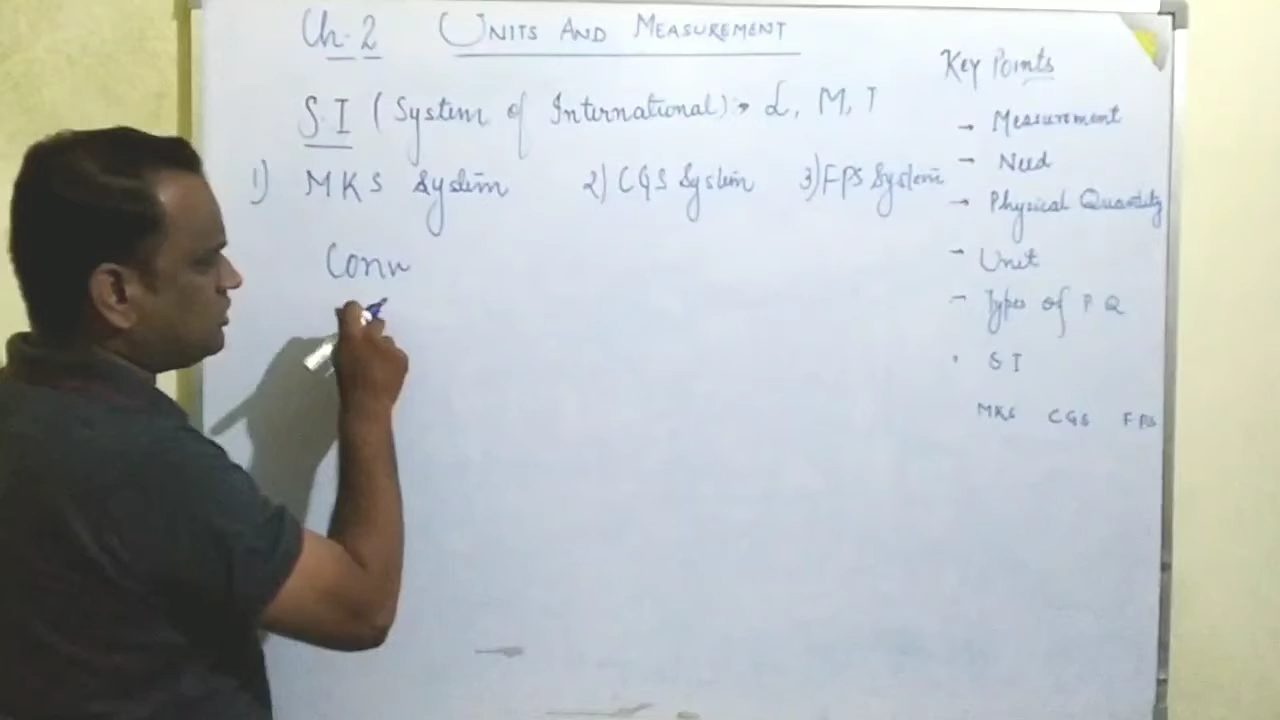 Ch. 2 UNITS AND MEASUREMENT
S.I (System of International) :→ L, M, T
1) MKS System 2) CGS System 3) FPS System
Conv
Key Points
→ Measurement
→ Need
→ Physical Quantity
- Unit
- Types of P Q
· S I
MKS CGS FPS